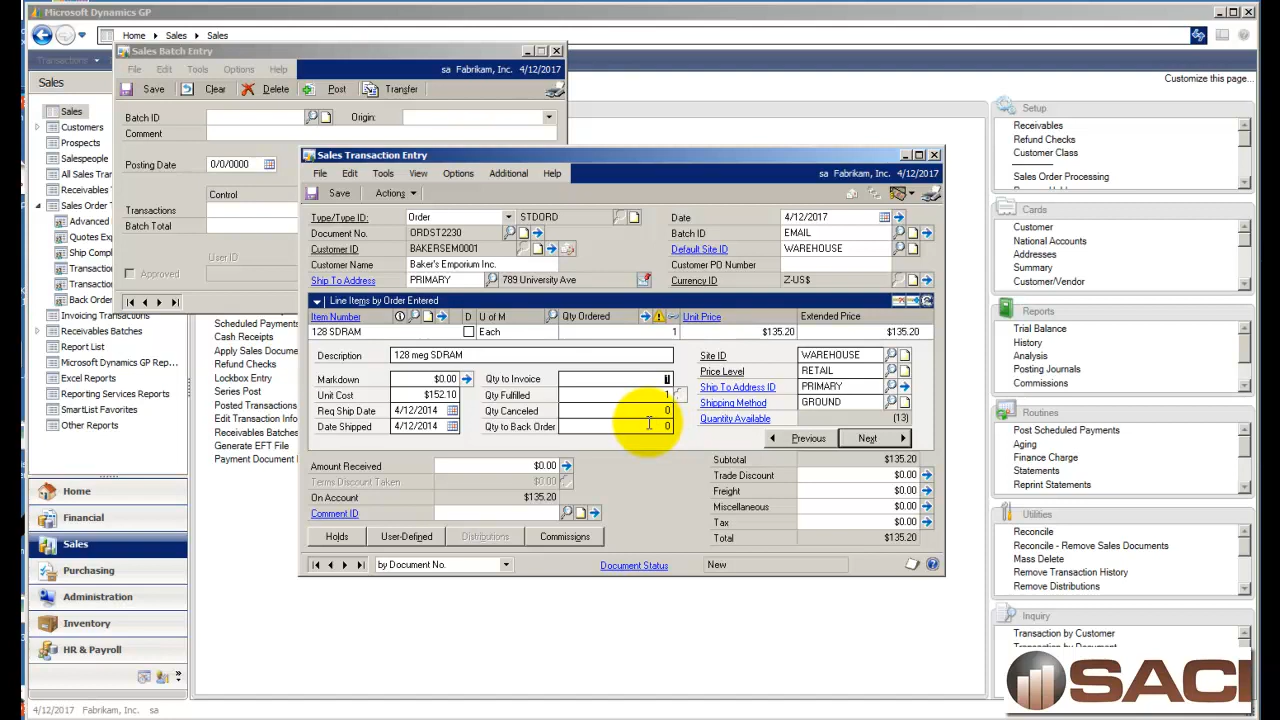 Microsoft Dynamics GP
Home Sales Sales
Transactions
Customize this page...
Sales
Sales
Customers
Prospects
Salespeople
All Sales Tra
Receivables T
Sales Order T
Advanced
Quotes Exp
Ship Compl
Transaction
Transaction
Back Order
Invoicing Transactions
Receivables Batches
Report List
Microsoft Dynamics GP Rep...
Excel Reports
Reporting Services Reports
SmartList Favorites
Other Reports
Home
Financial
Sales
Purchasing
Administration
Inventory
HR & Payroll
4/12/2017 Fabrikam, Inc. sa
Sales Batch Entry
File Edit Tools Options Help sa Fabrikam, Inc. 4/12/2017
Save Clear Delete Post Transfer
Batch ID Origin:
Comment
Posting Date 0/0/0000
Control
Transactions
Batch Total
User ID
Approved
Scheduled Payments
Cash Receipts
Apply Sales Docume
Refund Checks
Lockbox Entry
Sales Transaction
Edit Transaction Info
Receivables Batches
Generate EFT File
Payment Document
Sales Transaction Entry
File Edit Tools View Options Additional Help sa Fabrikam, Inc. 4/12/2017
Save Actions
Type/Type ID: Order STDORD Date 4/12/2017
Document No. ORDST2230 Batch ID EMAIL
Customer ID BAKERSEM0001 Default Site ID WAREHOUSE
Customer Name Baker's Emporium Inc. Customer PO Number
Ship To Address PRIMARY 789 University Ave Currency ID Z-US$
Line Items by Order Entered
Item Number D U of M Qty Ordered Unit Price Extended Price
128 SDRAM Each 1 $135.20 $135.20
Description 128 meg SDRAM Site ID WAREHOUSE
Price Level RETAIL
Markdown $0.00 Qty to Invoice 1
Unit Cost $152.10 Qty Fulfilled 1 Ship To Address ID PRIMARY
Req Ship Date 4/12/2014 Qty Canceled 0 Shipping Method GROUND
Date Shipped 4/12/2014 Qty to Back Order 0 Quantity Available (13)
Previous Next
Amount Received $0.00 Subtotal $135.20
Terms Discount Taken $0.00 Trade Discount $0.00
On Account $135.20 Freight $0.00
Comment ID Miscellaneous $0.00
Tax $0.00
Holds User-Defined Distributions Commissions Total $135.20
by Document No. Document Status New
Setup
Receivables
Refund Checks
Customer Class
Sales Order Processing
Cards
Customer
National Accounts
Addresses
Summary
Customer/Vendor
Reports
Trial Balance
History
Analysis
Posting Journals
Routines
Post Scheduled Payments
Aging
Finance Charge
Statements
Reprint Statements
Utilities
Reconcile
Reconcile - Remove Sales Documents
Mass Delete
Remove Transaction History
Remove Distributions
Inquiry
Transaction by Customer
SACI